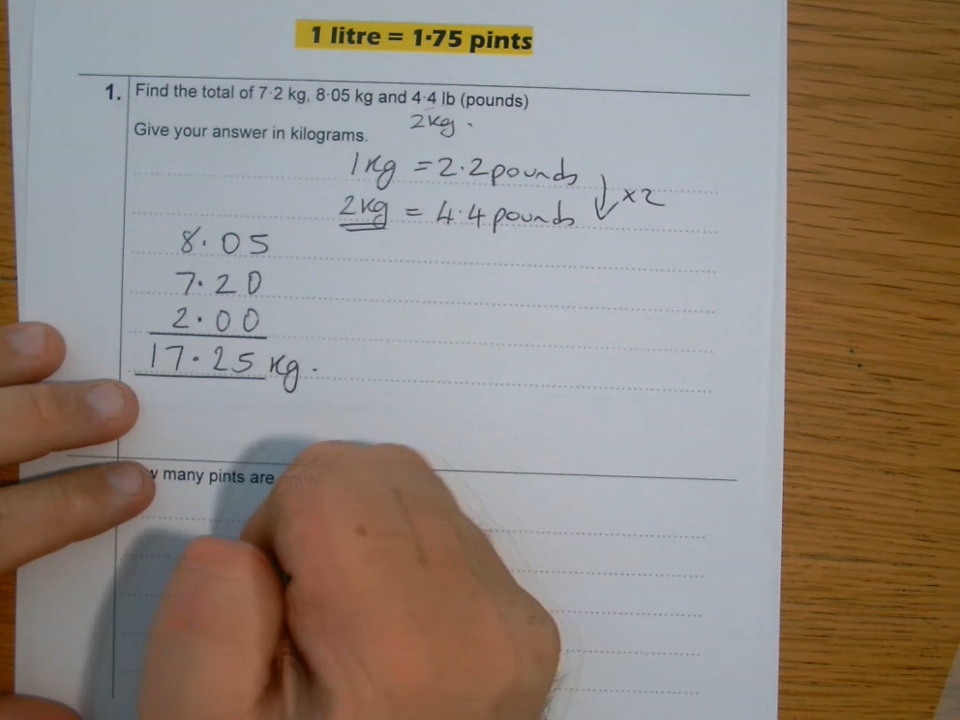 1 litre = 1·75 pints
1. Find the total of 7·2 kg, 8·05 kg and 4·4 lb (pounds)
2kg.
Give your answer in kilograms.
1kg = 2.2 pounds
×2
2kg = 4.4 pounds
8.05
7.20
2.00
17.25 kg.
many pints are